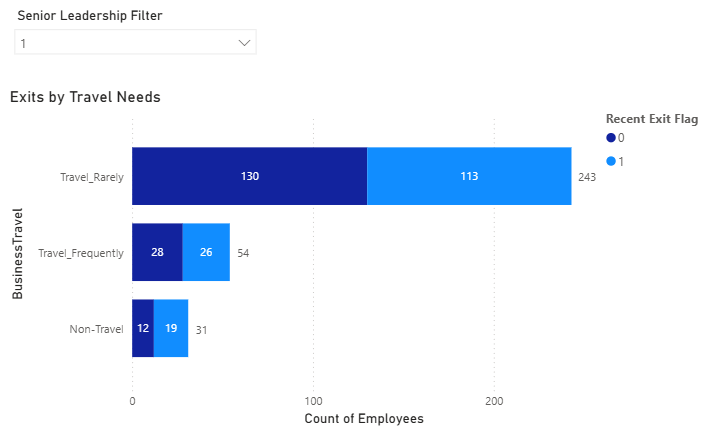 Senior Leadership Filter
1
Exits by Travel Needs
Recent Exit Flag
0
1
BusinessTravel
Travel_Rarely
130
113
243
Travel_Frequently
28
26
54
Non-Travel
12
19
31
0
100
200
Count of Employees